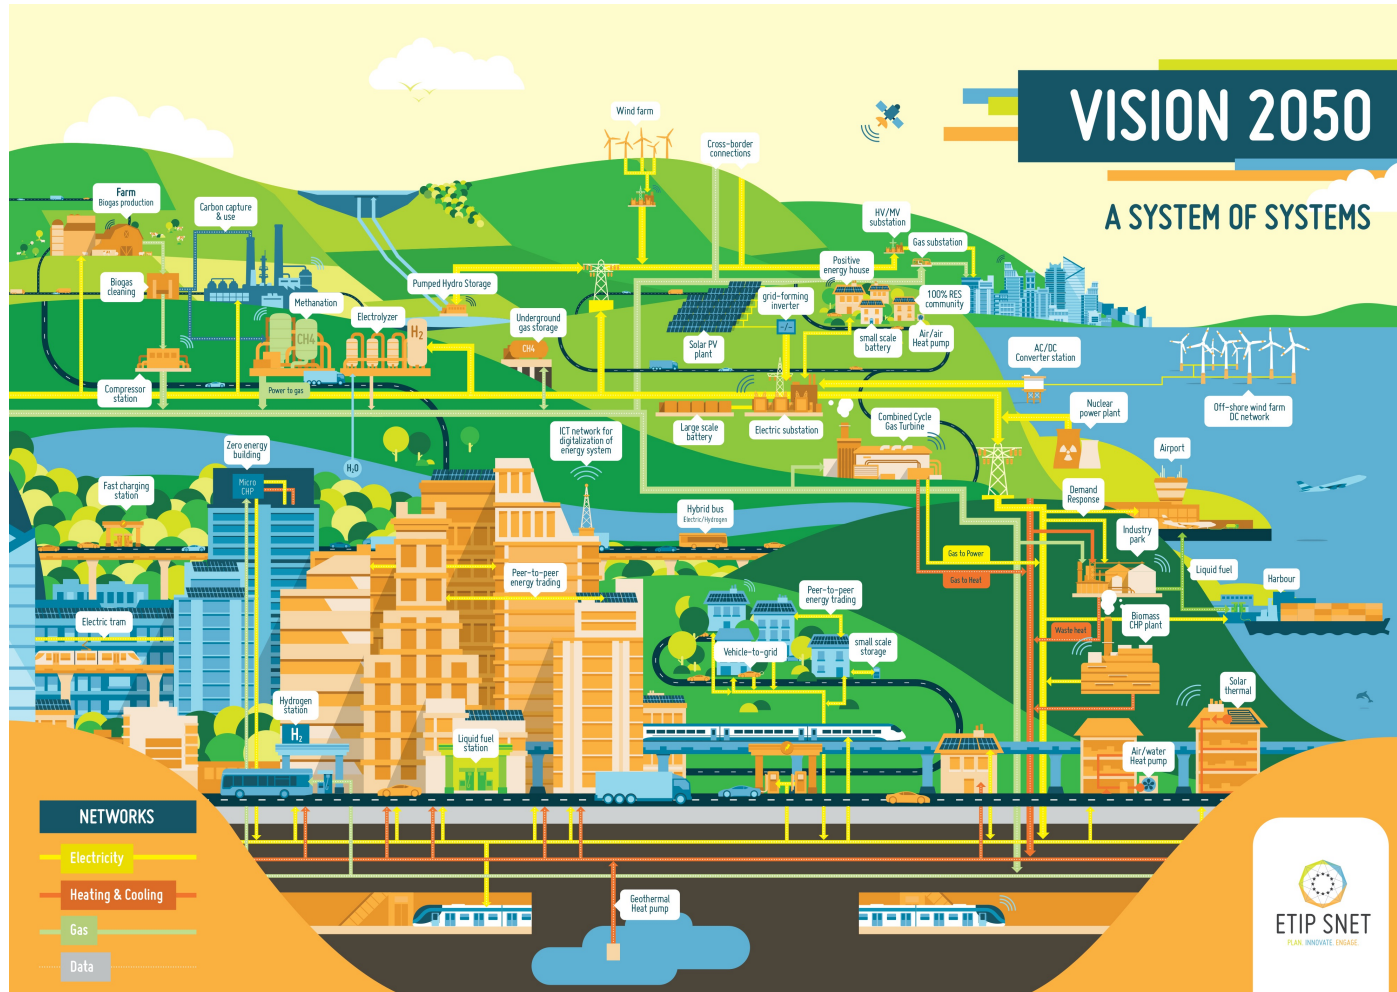 VISION 2050
A SYSTEM OF SYSTEMS
Wind farm
Cross-border
connections
Farm
Biogas production
Carbon capture
& use
HV/MV
substation
Gas substation
Positive
energy house
Biogas
cleaning
Pumped Hydro Storage
grid-forming
inverter
100% RES
community
Methanation
CH4
Electrolyzer
H2
Underground
gas storage
CH4
-/~
Solar PV
plant
small scale
battery
Air/air
Heat pump
AC/DC
Converter station
Compressor
station
Power to gas
Large scale
battery
Electric substation
Combined Cycle
Gas Turbine
Nuclear
power plant
Off-shore wind farm
DC network
Zero energy
building
ICT network for
digitalization of
energy system
H2O
Airport
Micro
CHP
Fast charging
station
Demand
Response
Hybrid bus
Electric/Hydrogen
Industry
park
Gas to Power
Gas to Heat
Peer-to-peer
energy trading
Liquid fuel
Harbour
Peer-to-peer
energy trading
Electric tram
Waste heat
Biomass
CHP plant
Vehicle-to-grid
small scale
storage
Solar
thermal
Hydrogen
station
H2
Liquid fuel
station
Air/water
Heat pump
NETWORKS
Electricity
Heating & Cooling
Gas
Data
Geothermal
Heat pump
ETIP SNET
PLAN. INNOVATE. ENGAGE.